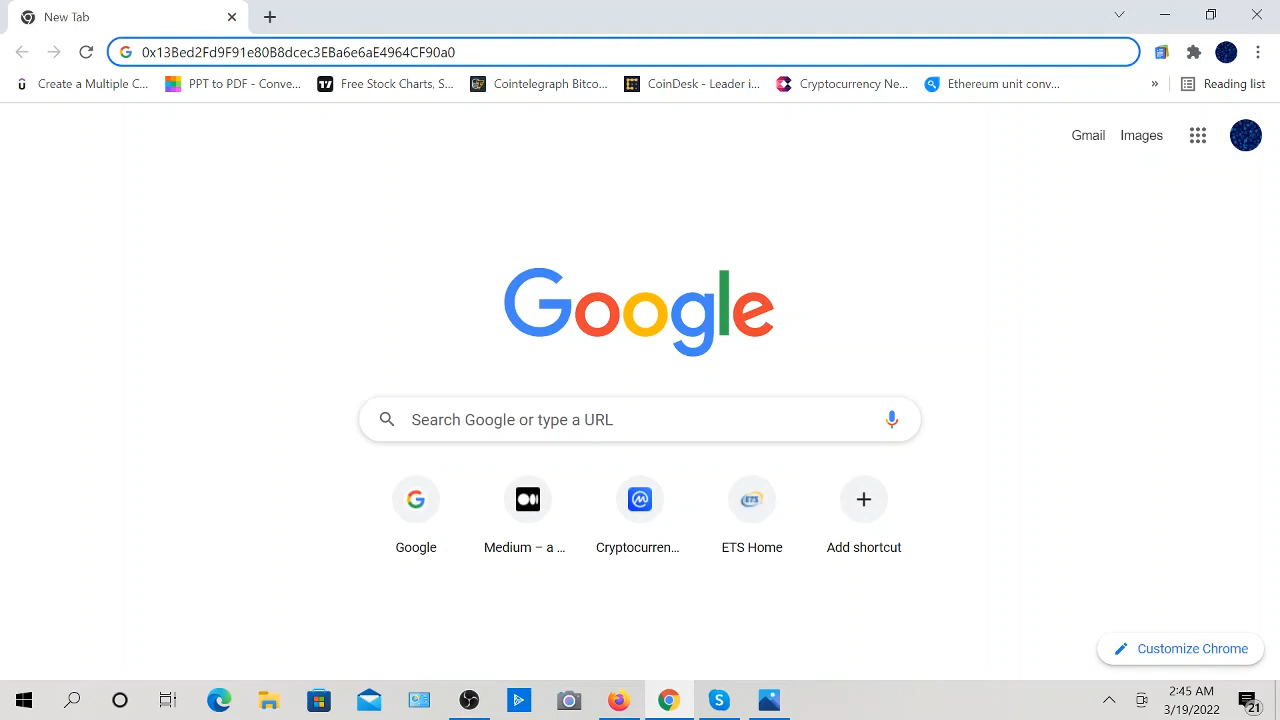 New Tab
0x13Bed2Fd9F91e80B8dcec3EBa6e6aE4964CF90a0
Create a Multiple C... PPT to PDF - Conve... Free Stock Charts, S... Cointelegraph Bitco... CoinDesk - Leader i... Cryptocurrency Ne... Ethereum unit conv... » Reading list
Gmail Images
Google
Search Google or type a URL
Google Medium – a ... Cryptocurren... ETS Home Add shortcut
Customize Chrome
2:45 AM
3/19/2022
21